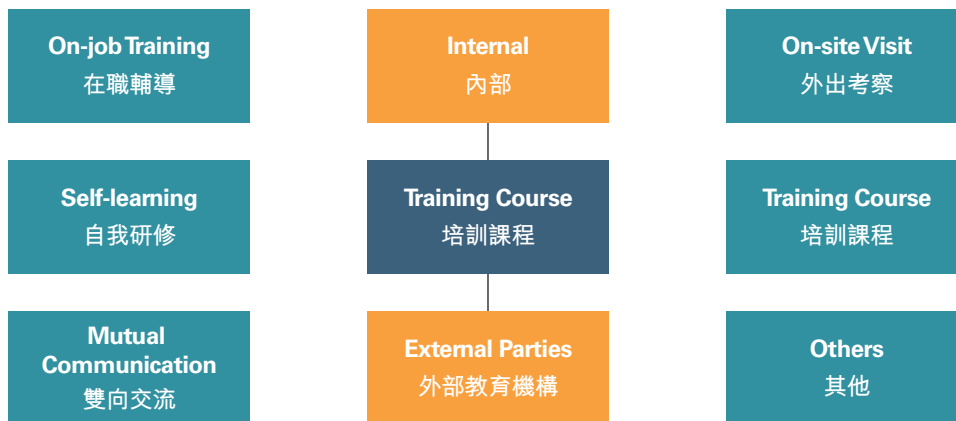 On-job Training
在職輔導
Internal
內部
On-site Visit
外出考察
Self-learning
自我研修
Training Course
培訓課程
Training Course
培訓課程
Mutual
Communication
雙向交流
External Parties
外部教育機構
Others
其他